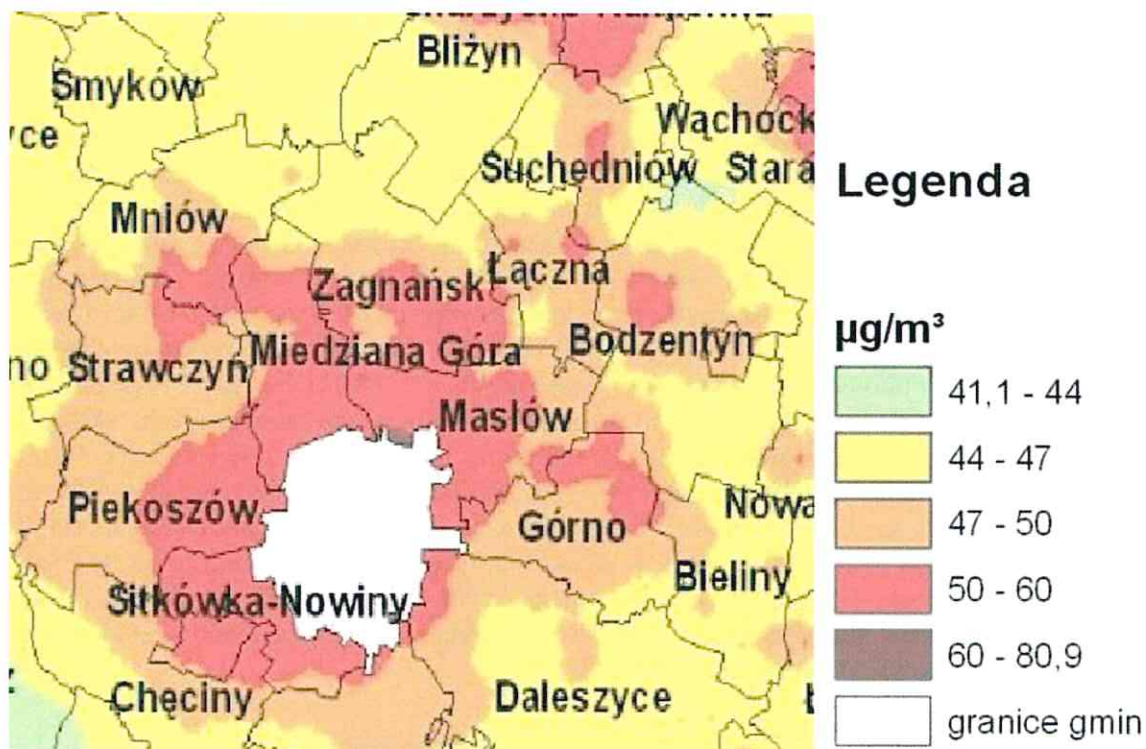 Bliżyn
Smyków
yce
Wąchock
Suchedniów
Stara
Mniów
Łączna
Zagnańsk
Miedziana Góra
Bodzentyn
no
Strawczyn
Masłów
Piekoszów
Górno
Nowa
Bieliny
Sitkówka-Nowiny
Chęciny
Daleszyce
Legenda
µg/m³
41,1 - 44
44 - 47
47 - 50
50 - 60
60 - 80,9
granice gmin